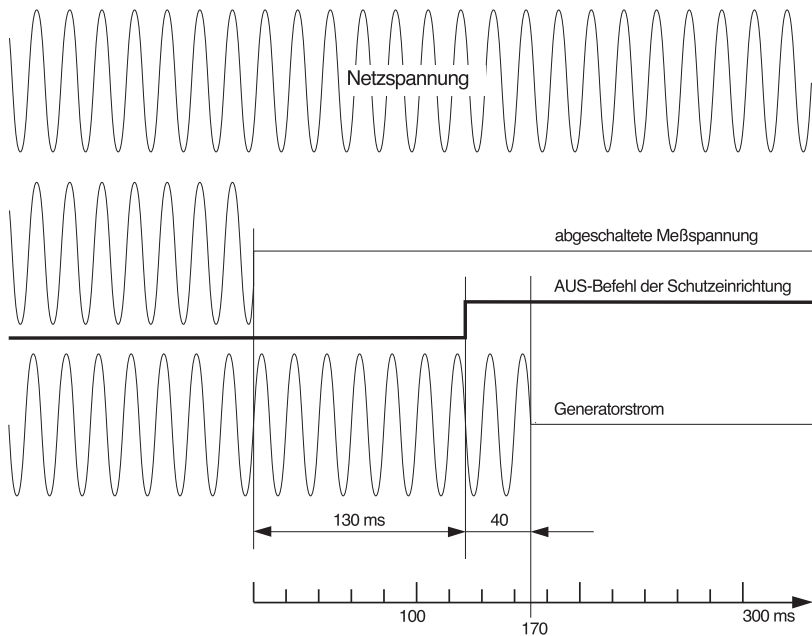 Netzspannung
abgeschaltete Meßspannung
AUS-Befehl der Schutzeinrichtung
Generatorstrom
130 ms
40
100
170
300 ms